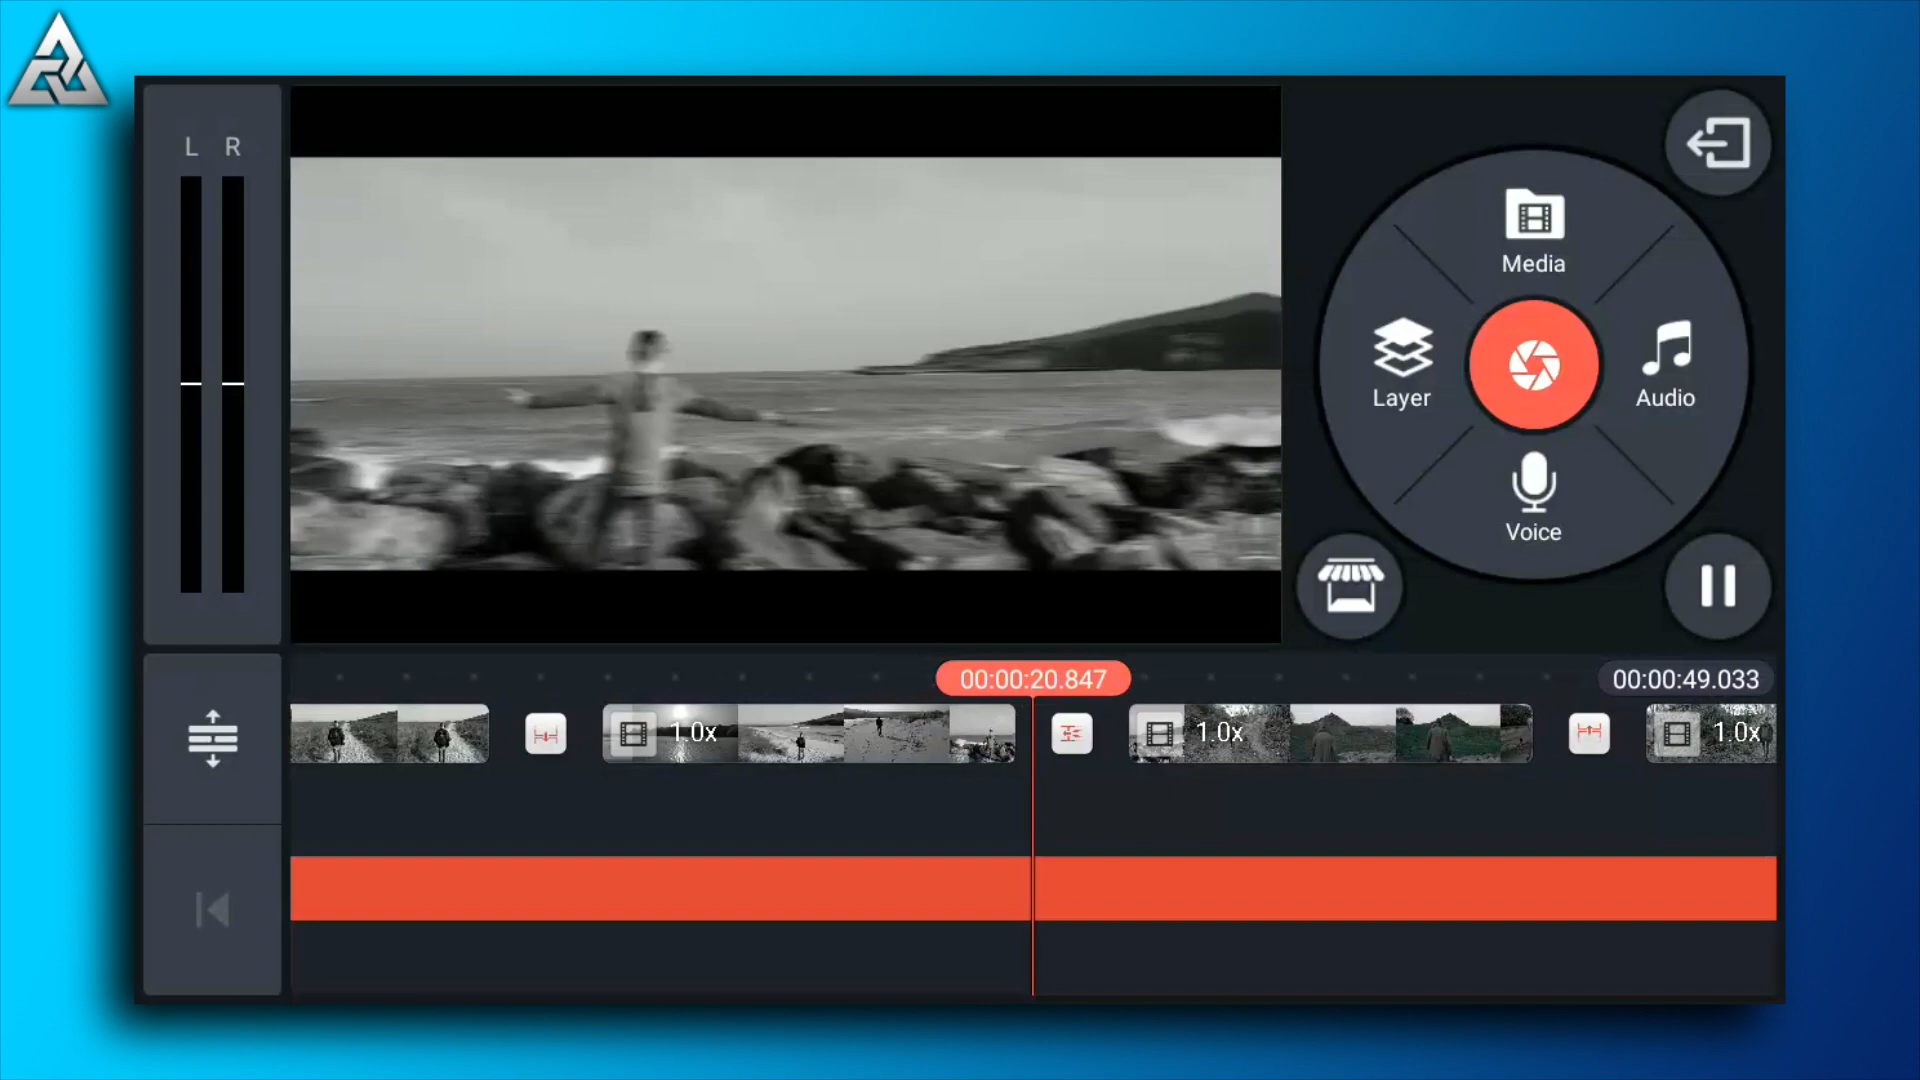 L R
Media
Layer
Audio
Voice
00:00:20.847
00:00:49.033
1.0x
1.0x
1.0x